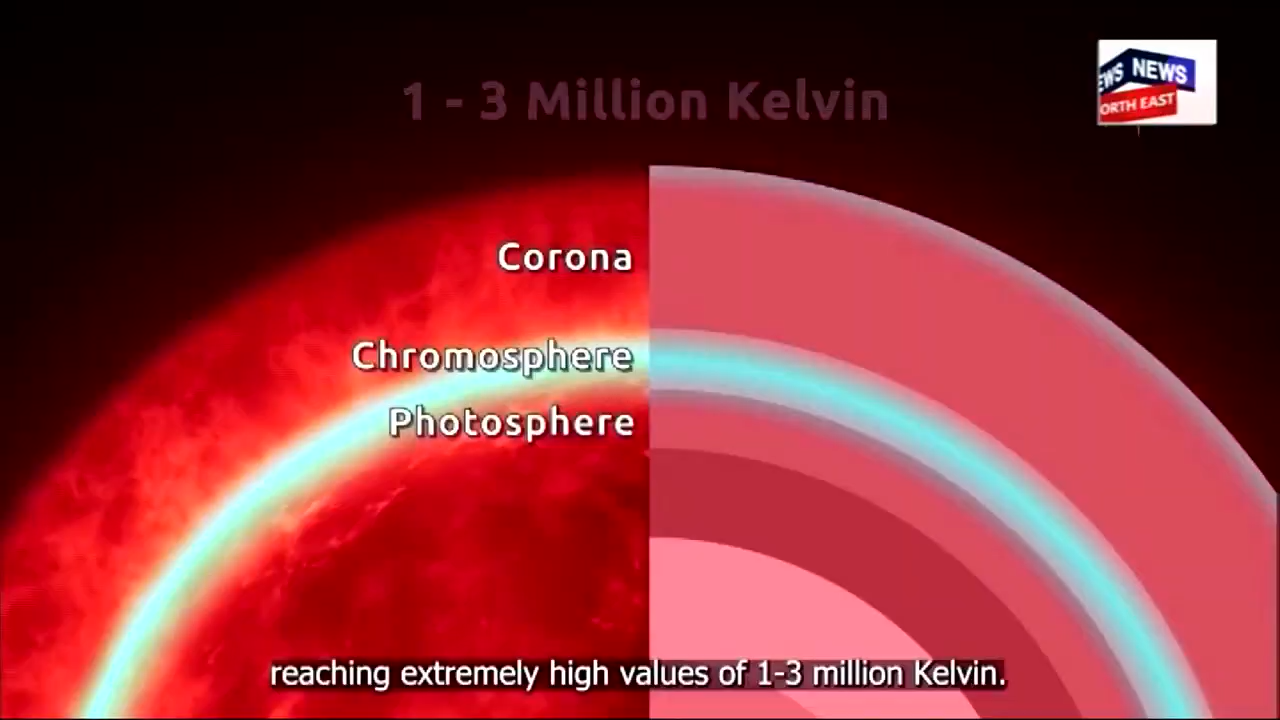 1 - 3 Million Kelvin
EWS NEWS
ORTH EAST
Corona
Chromosphere
Photosphere
reaching extremely high values of 1-3 million Kelvin.